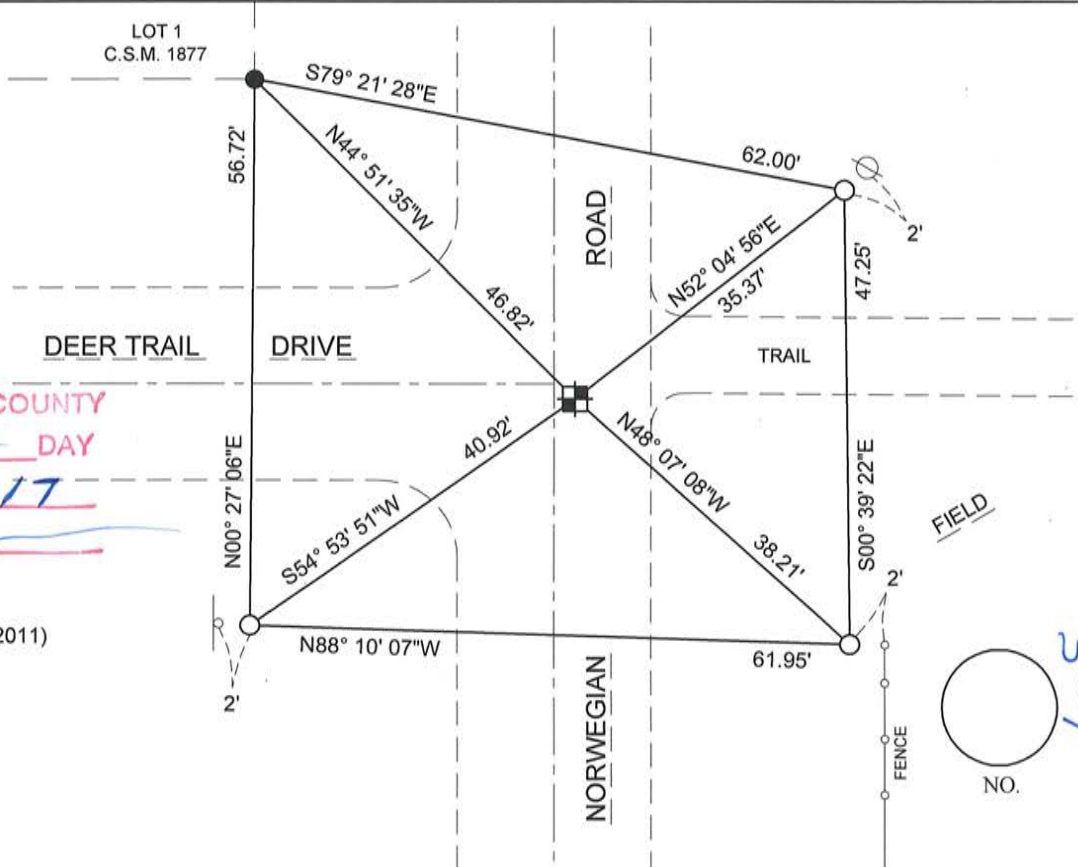 LOT 1
C.S.M. 1877
S79° 21' 28"E
62.00'
56.72'
N44° 51' 35"W
46.82'
ROAD
N52° 04' 56"E
35.37'
2'
47.25'
DEER TRAIL DRIVE
TRAIL
COUNTY
DAY
17
40.92'
N48° 07' 08"W
38.21'
N00° 27' 06"E
S54° 53' 51"W
S00° 39' 22"E
FIELD
2'
2011)
N88° 10' 07"W
61.95'
2'
NORWEGIAN
FENCE
NO.